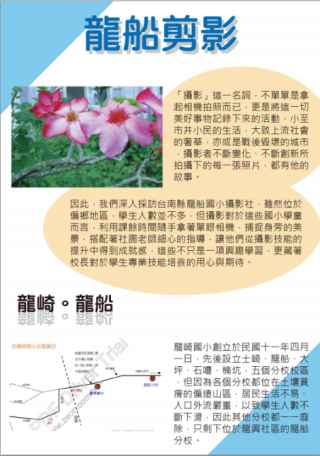 龍船剪影
「攝影」這一名詞，不單單是拿
起相機拍照而已，更是將這一切
美好事物記錄下來的活動，小至
市井小民的生活，大致上流社會
的奢華，亦或是戰後毀壞的城市
，攝影者不斷變化、不斷創新所
拍攝下的每一張照片，都有他的
故事。
因此，我們深入採訪台南縣龍船國小攝影社，雖然位於
偏鄉地區，學生人數並不多，但攝影對於這些國小學童
而言，利用課餘時間隨手拿著單眼相機，捕捉身旁的美
景，搭配著社團老師細心的指導，讓他們從攝影技能的
提升中得到成就感，這些不只是一項興趣學習，更藏著
校長對於學生專業技能培養的用心與期待。
龍崎。龍船
龍崎國小創立於民國十一年四月
一日，先後設立士崎、龍船、大
坪、石嘈、楠坑，五個分校校區
，但因為各個分校都位在土壤貧
瘠的偏遠山區，居民生活不易、
人口外流嚴重，以致學生人數不
斷下滑，因此其他分校都一一廢
除，只剩下位於龍興社區的龍船
分校。